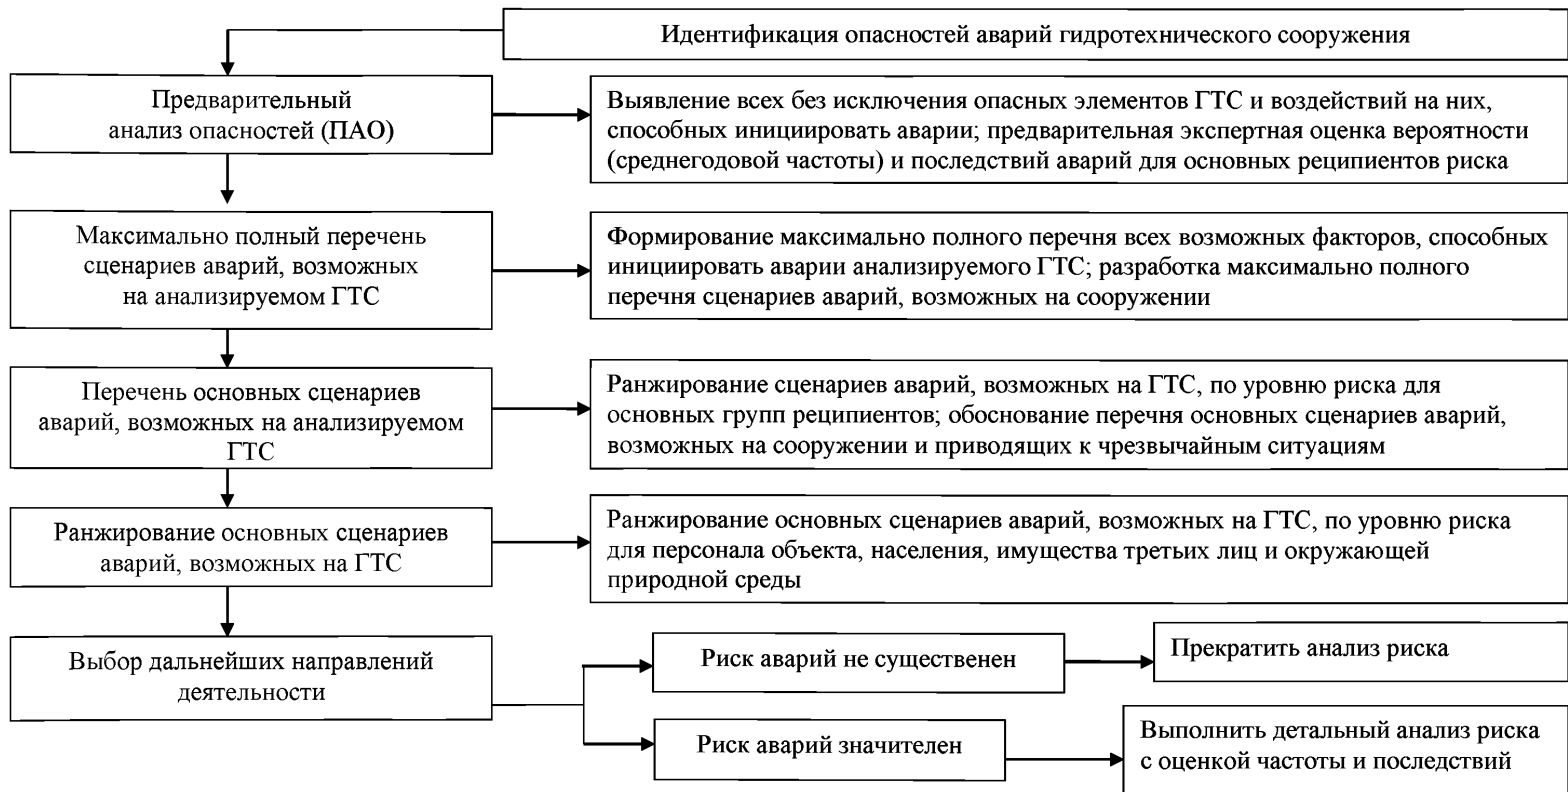 Идентификация опасностей аварий гидротехнического сооружения
Предварительный
анализ опасностей (ПАО)
Выявление всех без исключения опасных элементов ГТС и воздействий на них,
способных инициировать аварии; предварительная экспертная оценка вероятности
(среднегодовой частоты) и последствий аварий для основных реципиентов риска
Максимально полный перечень
сценариев аварий, возможных
на анализируемом ГТС
Формирование максимально полного перечня всех возможных факторов, способных
инициировать аварии анализируемого ГТС; разработка максимально полного
перечня сценариев аварий, возможных на сооружении
Перечень основных сценариев
аварий, возможных на анализируемом
ГТС
Ранжирование сценариев аварий, возможных на ГТС, по уровню риска для
основных групп реципиентов; обоснование перечня основных сценариев аварий,
возможных на сооружении и приводящих к чрезвычайным ситуациям
Ранжирование основных сценариев
аварий, возможных на ГТС
Ранжирование основных сценариев аварий, возможных на ГТС, по уровню риска
для персонала объекта, населения, имущества третьих лиц и окружающей
природной среды
Выбор дальнейших направлений
деятельности
Риск аварий не существенен
Прекратить анализ риска
Риск аварий значителен
Выполнить детальный анализ риска
с оценкой частоты и последствий